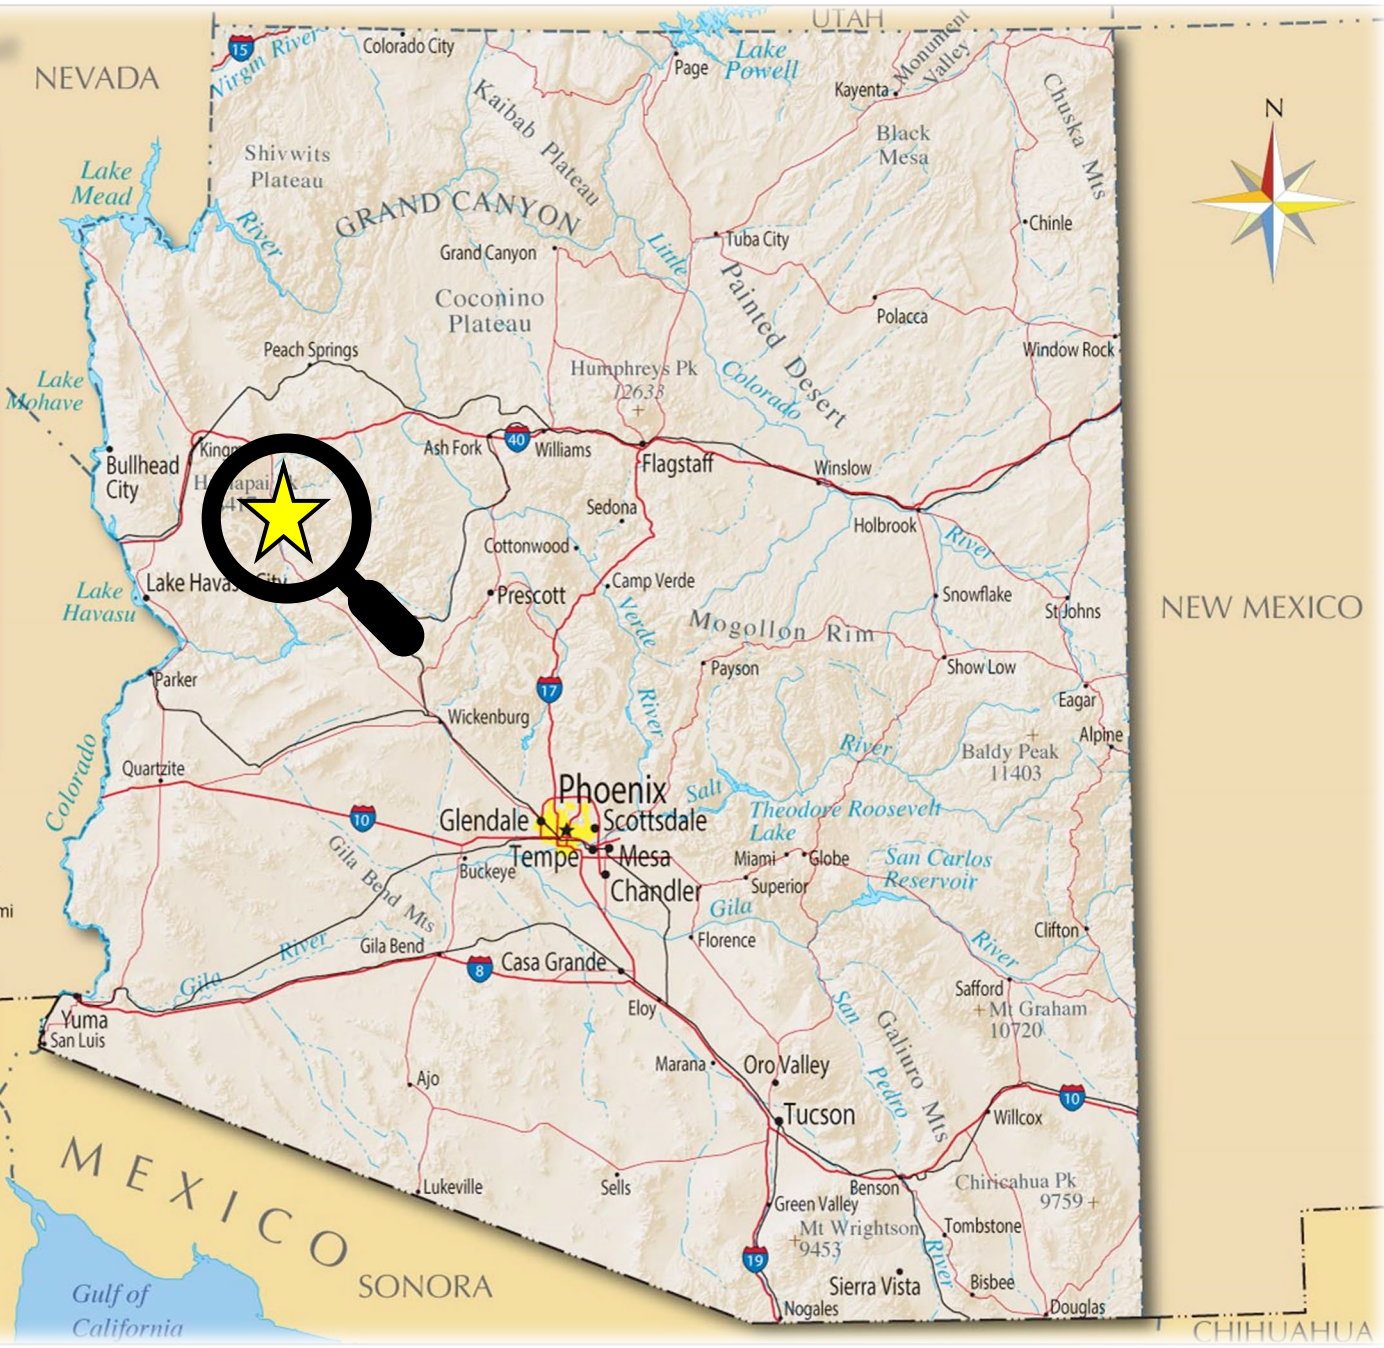 UTAH
NEVADA
15
Virgin River
Colorado City
Lake
Powell
Page
Monument
Valley
Kayenta
Chuska Mts
N
Kaibab Plateau
Black
Mesa
Shivwits
Plateau
Lake
Mead
River
GRAND CANYON
Grand Canyon
Little
Tuba City
Chinle
Painted Desert
Coconino
Plateau
Polacca
Window Rock
Peach Springs
Humphreys Pk
12633
Colorado
Lake
Mohave
Ash Fork
40
Williams
Flagstaff
Winslow
Bullhead
City
Sedona
Holbrook
River
Cottonwood
Lake
Havasu
Lake Havasu City
Prescott
Camp Verde
Verde
River
Snowflake
St Johns
NEW MEXICO
Mogollon Rim
Payson
Show Low
Parker
17
Eagar
Wickenburg
River
Baldy Peak
11403
Alpine
Colorado
Quartzite
Phoenix
Salt
Theodore Roosevelt
Lake
10
Glendale
Scottsdale
Gila Bend Mts
Tempe
Mesa
Miami
Globe
San Carlos
Reservoir
Buckeye
Chandler
Superior
Gila
mi
River
Gila Bend
Florence
River
Clifton
Gila
8
Casa Grande
Safford
Mt Graham
10720
Eloy
San
Pedro
Galiuro Mts
Yuma
San Luis
Marana
Oro Valley
Ajo
10
Tucson
Willcox
MEXICO
Lukeville
Sells
Benson
Chiricahua Pk
9759
Green Valley
Mt Wrightson
9453
Tombstone
River
19
SONORA
Sierra Vista
Bisbee
Gulf of
California
Nogales
Douglas
CHIHUAHUA